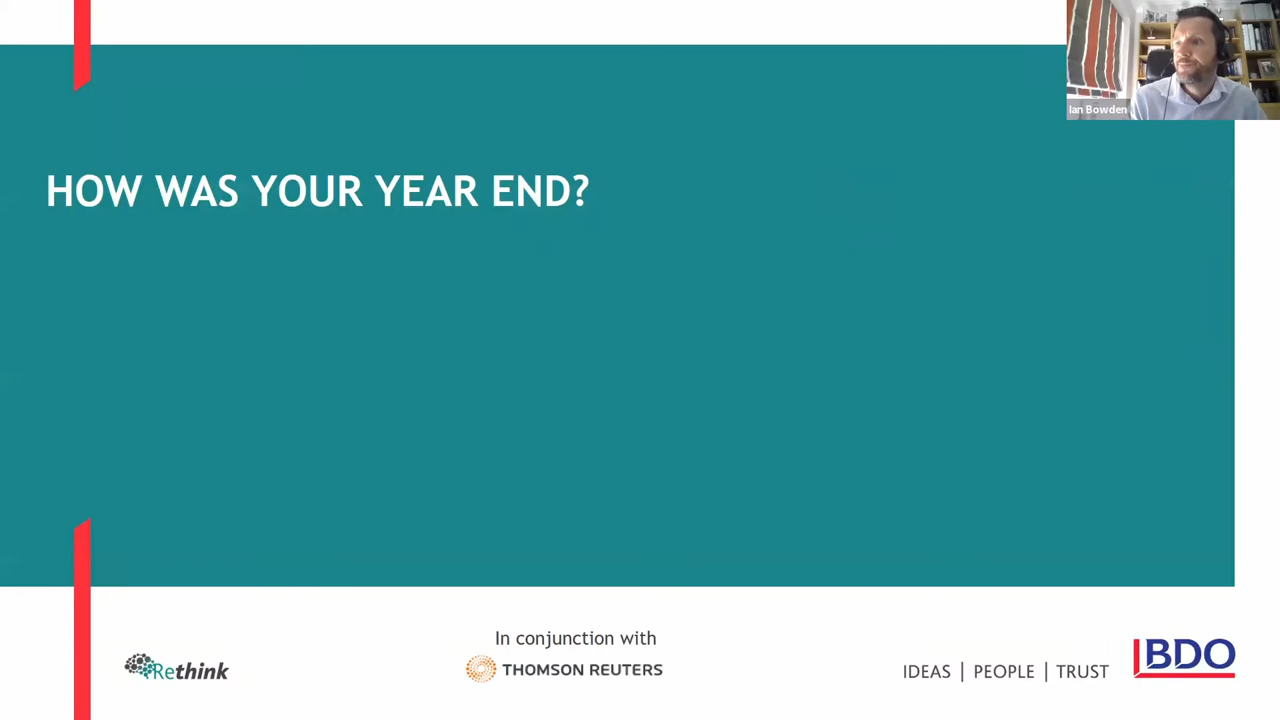 Ian Bowden
HOW WAS YOUR YEAR END?
In conjunction with
Rethink
THOMSON REUTERS
IDEAS | PEOPLE | TRUST
BDO